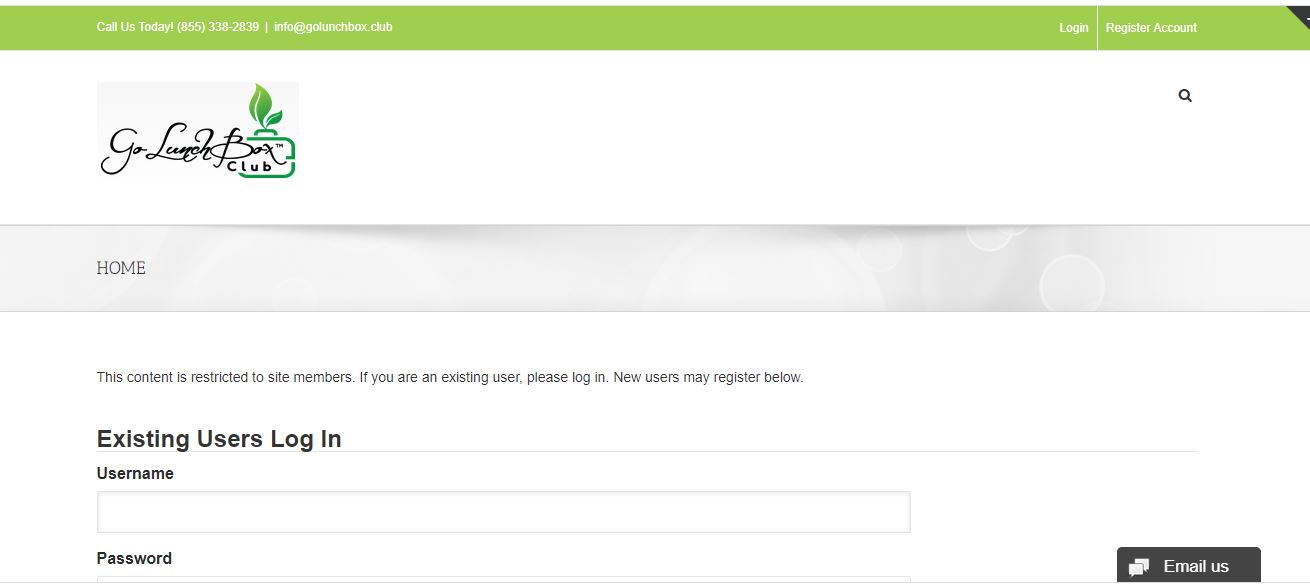 Call Us Today! (855) 338-2839 | info@golunchbox.club
Login
Register Account
Go LunchBox™
Club
HOME
This content is restricted to site members. If you are an existing user, please log in. New users may register below.
Existing Users Log In
Username
Password
Email us